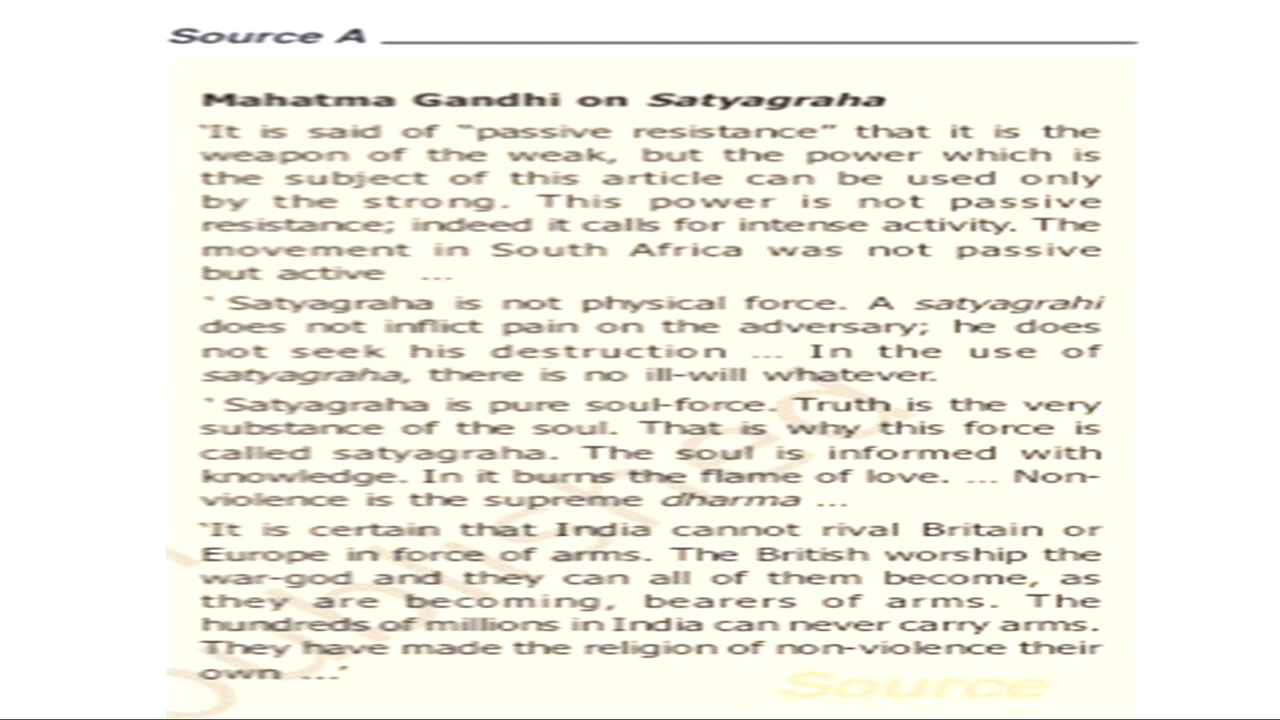 Source A
Mahatma Gandhi on Satyagraha
‘It is said of “passive resistance” that it is the
weapon of the weak, but the power which is
the subject of this article can be used only
by the strong. This power is not passive
resistance; indeed it calls for intense activity. The
movement in South Africa was not passive
but active ...
‘ Satyagraha is not physical force. A satyagrahi
does not inflict pain on the adversary; he does
not seek his destruction ... In the use of
satyagraha, there is no ill-will whatever.
‘ Satyagraha is pure soul-force. Truth is the very
substance of the soul. That is why this force is
called satyagraha. The soul is informed with
knowledge. In it burns the flame of love. ... Non-
violence is the supreme dharma ...
‘It is certain that India cannot rival Britain or
Europe in force of arms. The British worship the
war-god and they can all of them become, as
they are becoming, bearers of arms. The
hundreds of millions in India can never carry arms.
They have made the religion of non-violence their
own ...’
Source